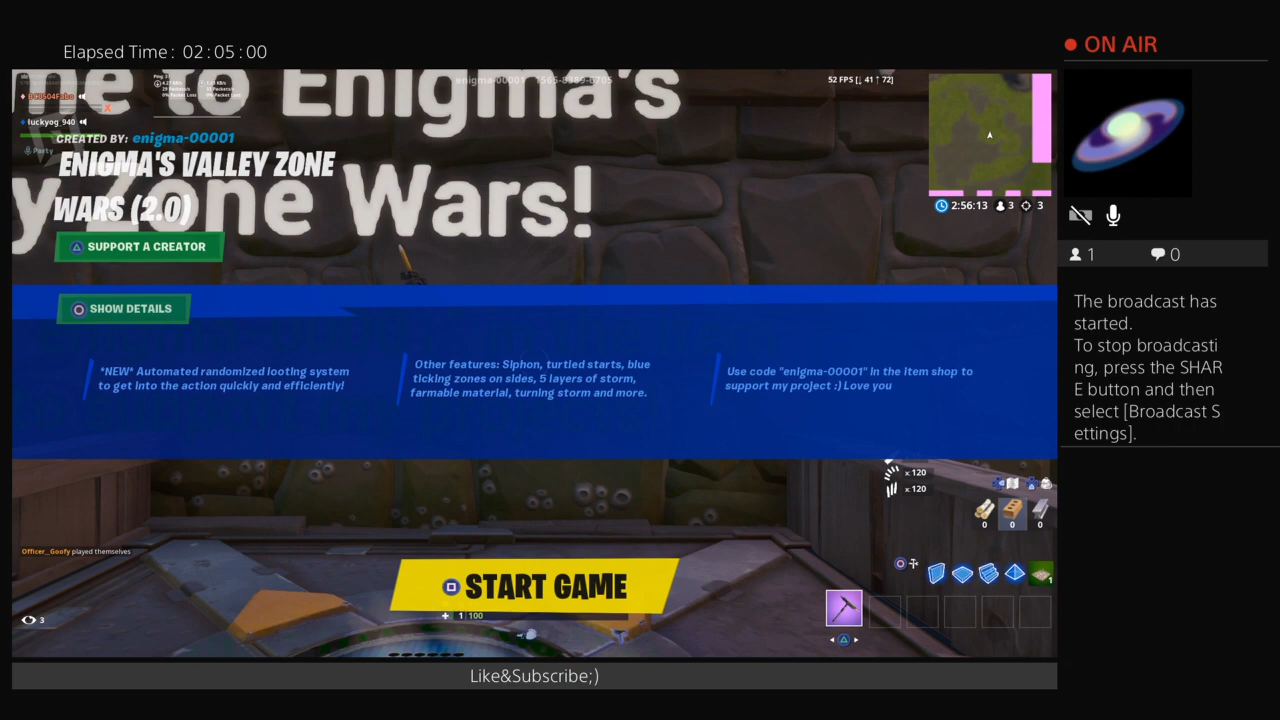 Elapsed Time: 02:05:00
ON AIR
me to Enigma's
y Zone Wars!
enigma-00001
52 FPS [↓ 41 ↑ 72]
luckyog_940
Party
CREATED BY: enigma-00001
ENIGMA'S VALLEY ZONE
WARS (2.0)
SUPPORT A CREATOR
2:56:13 3 3
1 0
SHOW DETAILS
The broadcast has
started.
To stop broadcasti
ng, press the SHAR
E button and then
select [Broadcast S
ettings].
*NEW* Automated randomized looting system
to get into the action quickly and efficiently!
Other features: Siphon, turtled starts, blue
ticking zones on sides, 5 layers of storm,
farmable material, turning storm and more.
Use code "enigma-00001" in the item shop to
support my project :) Love you
x 120
x 120
0 0 0
Officer_Goofy played themselves
START GAME
1
1|100
3
Like&Subscribe;)